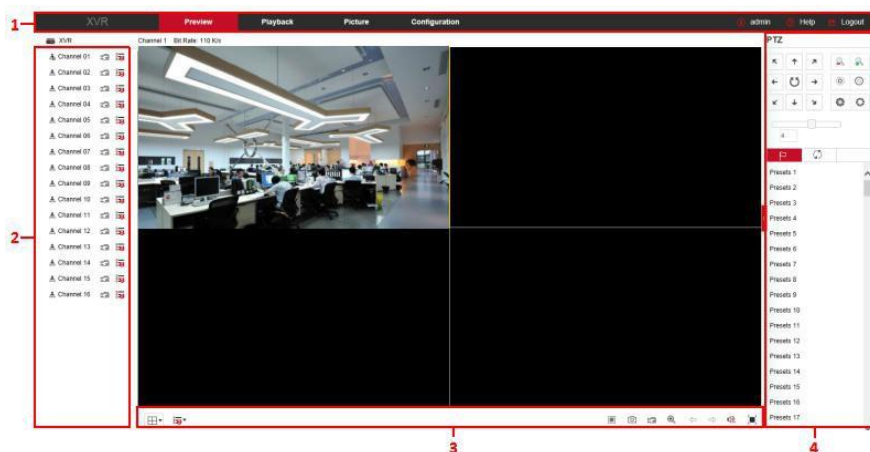 XVR Preview Playback Picture Configuration admin Help Logout
1
XVR
Channel 1 Bit Rate: 110 K/s
PTZ
Channel 01
Channel 02
Channel 03
Channel 04
Channel 05
Channel 06
Channel 07
Channel 08
Channel 09
Channel 10
Channel 11
Channel 12
Channel 13
Channel 14
Channel 15
Channel 16
2
4
Presets 1
Presets 2
Presets 3
Presets 4
Presets 5
Presets 6
Presets 7
Presets 8
Presets 9
Presets 10
Presets 11
Presets 12
Presets 13
Presets 14
Presets 15
Presets 16
Presets 17
3
4